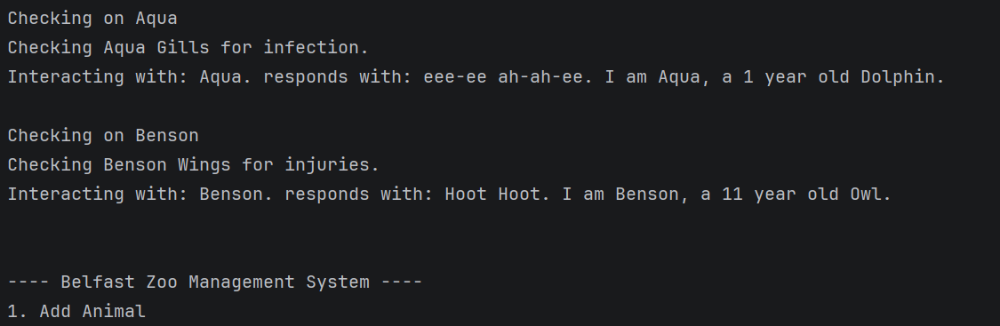 Checking on Aqua
Checking Aqua Gills for infection.
Interacting with: Aqua. responds with: eee-ee ah-ah-ee. I am Aqua, a 1 year old Dolphin.
Checking on Benson
Checking Benson Wings for injuries.
Interacting with: Benson. responds with: Hoot Hoot. I am Benson, a 11 year old Owl.
---- Belfast Zoo Management System ----
1. Add Animal